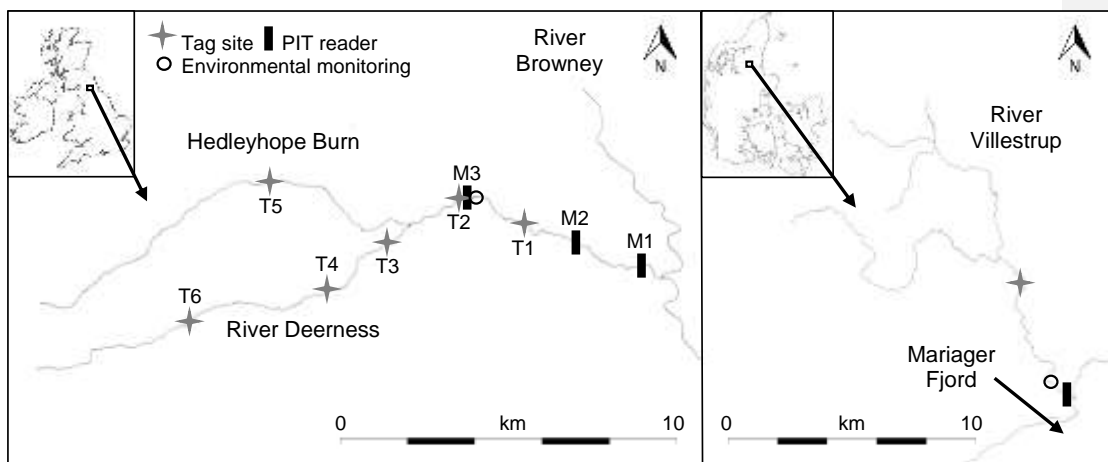 Tag site PIT reader
Environmental monitoring
River
Browney
N
Hedleyhope Burn
M3
T5
T2
M2
T1
M1
T3
T4
T6
River Deerness
0 km 10
N
River
Villestrup
Mariager
Fjord
0 km 10